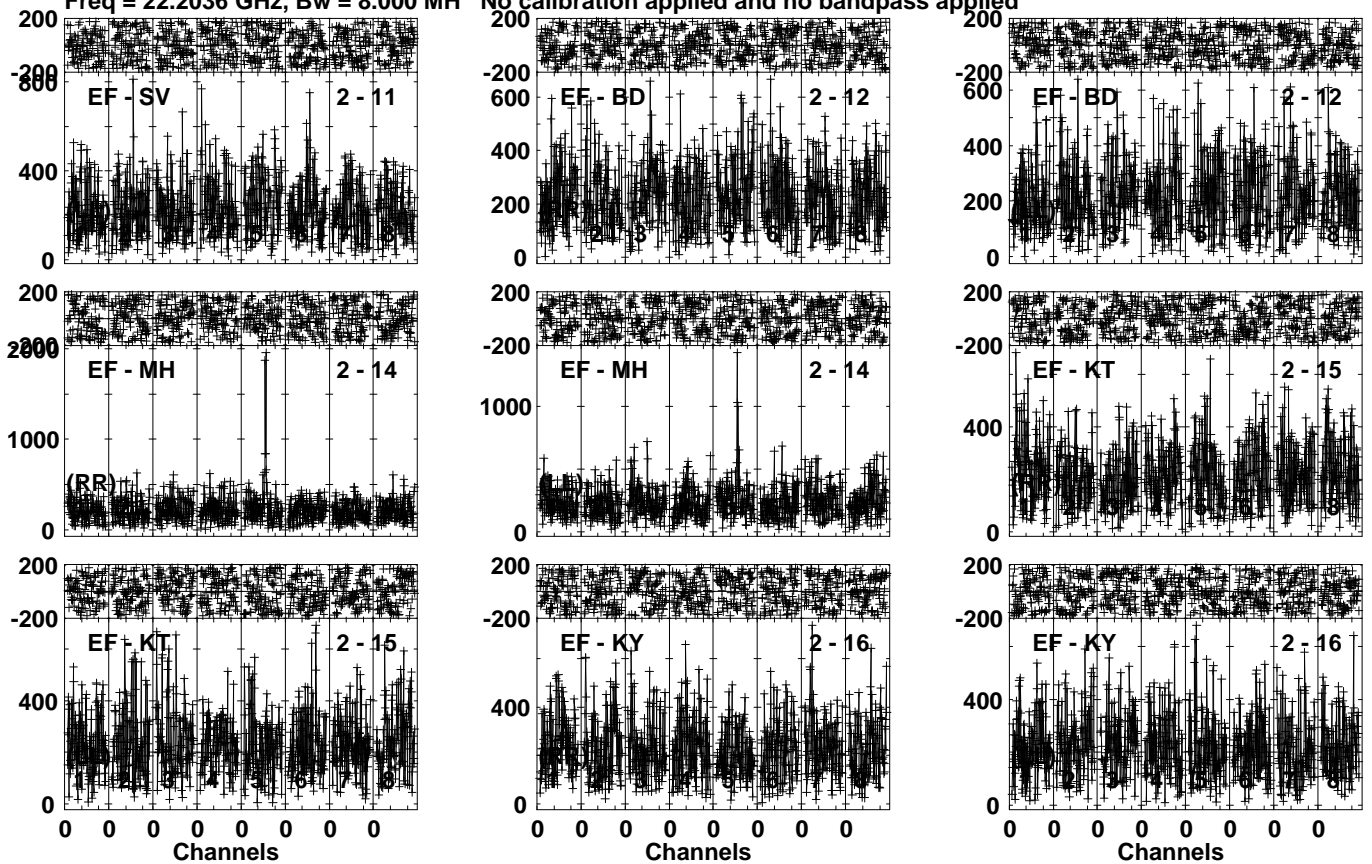 Freq = 22.2036 GHz, Bw = 8.000 MH No calibration applied and no bandpass applied
200 200 200
-200 -200 -200
800
EF - SV 2 - 11 EF - BD 2 - 12 EF - BD 2 - 12
600 600
400 400 400
200 200
0 0 0
200 200 200
-200 -200 -200
2000
EF - MH 2 - 14 EF - MH 2 - 14 EF - KT 2 - 15
1000 1000 400
(RR)
0 0 0
200 200 200
-200 -200 -200
EF - KT 2 - 15 EF - KY 2 - 16 EF - KY 2 - 16
400 400 400
0 0 0
0 0 0 0 0 0 0 0 0 0 0 0 0 0 0 0 0 0 0 0 0 0 0 0
Channels Channels Channels